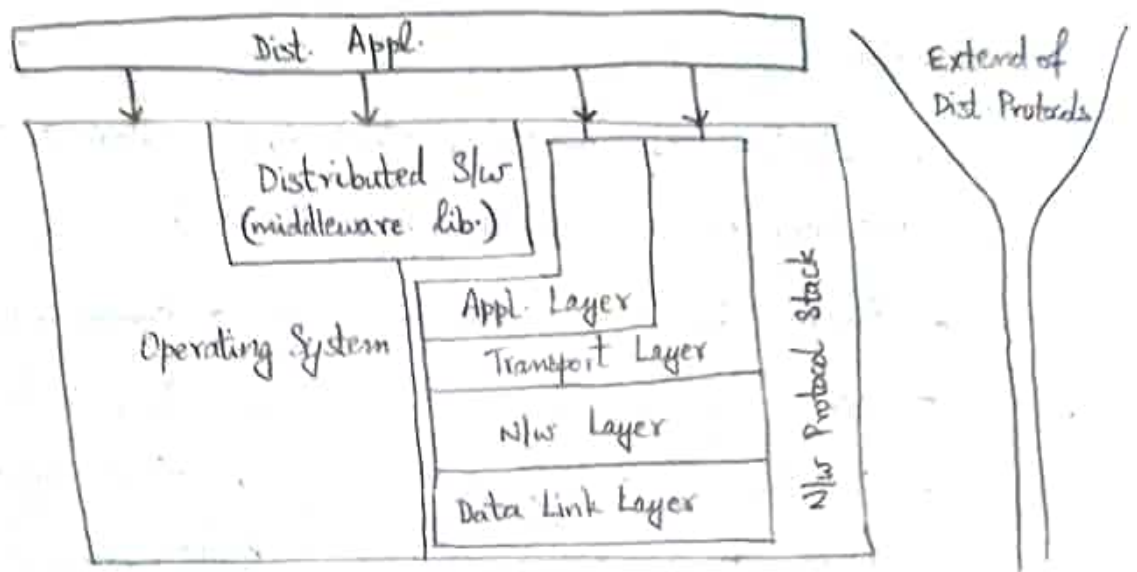 Dist. Appl.
Extend of
Dist. Protocols
Distributed S/w
(middleware lib.)
Appl. Layer
Operating System
Transport Layer
N/w Layer
Data Link Layer
N/w Protocol Stack